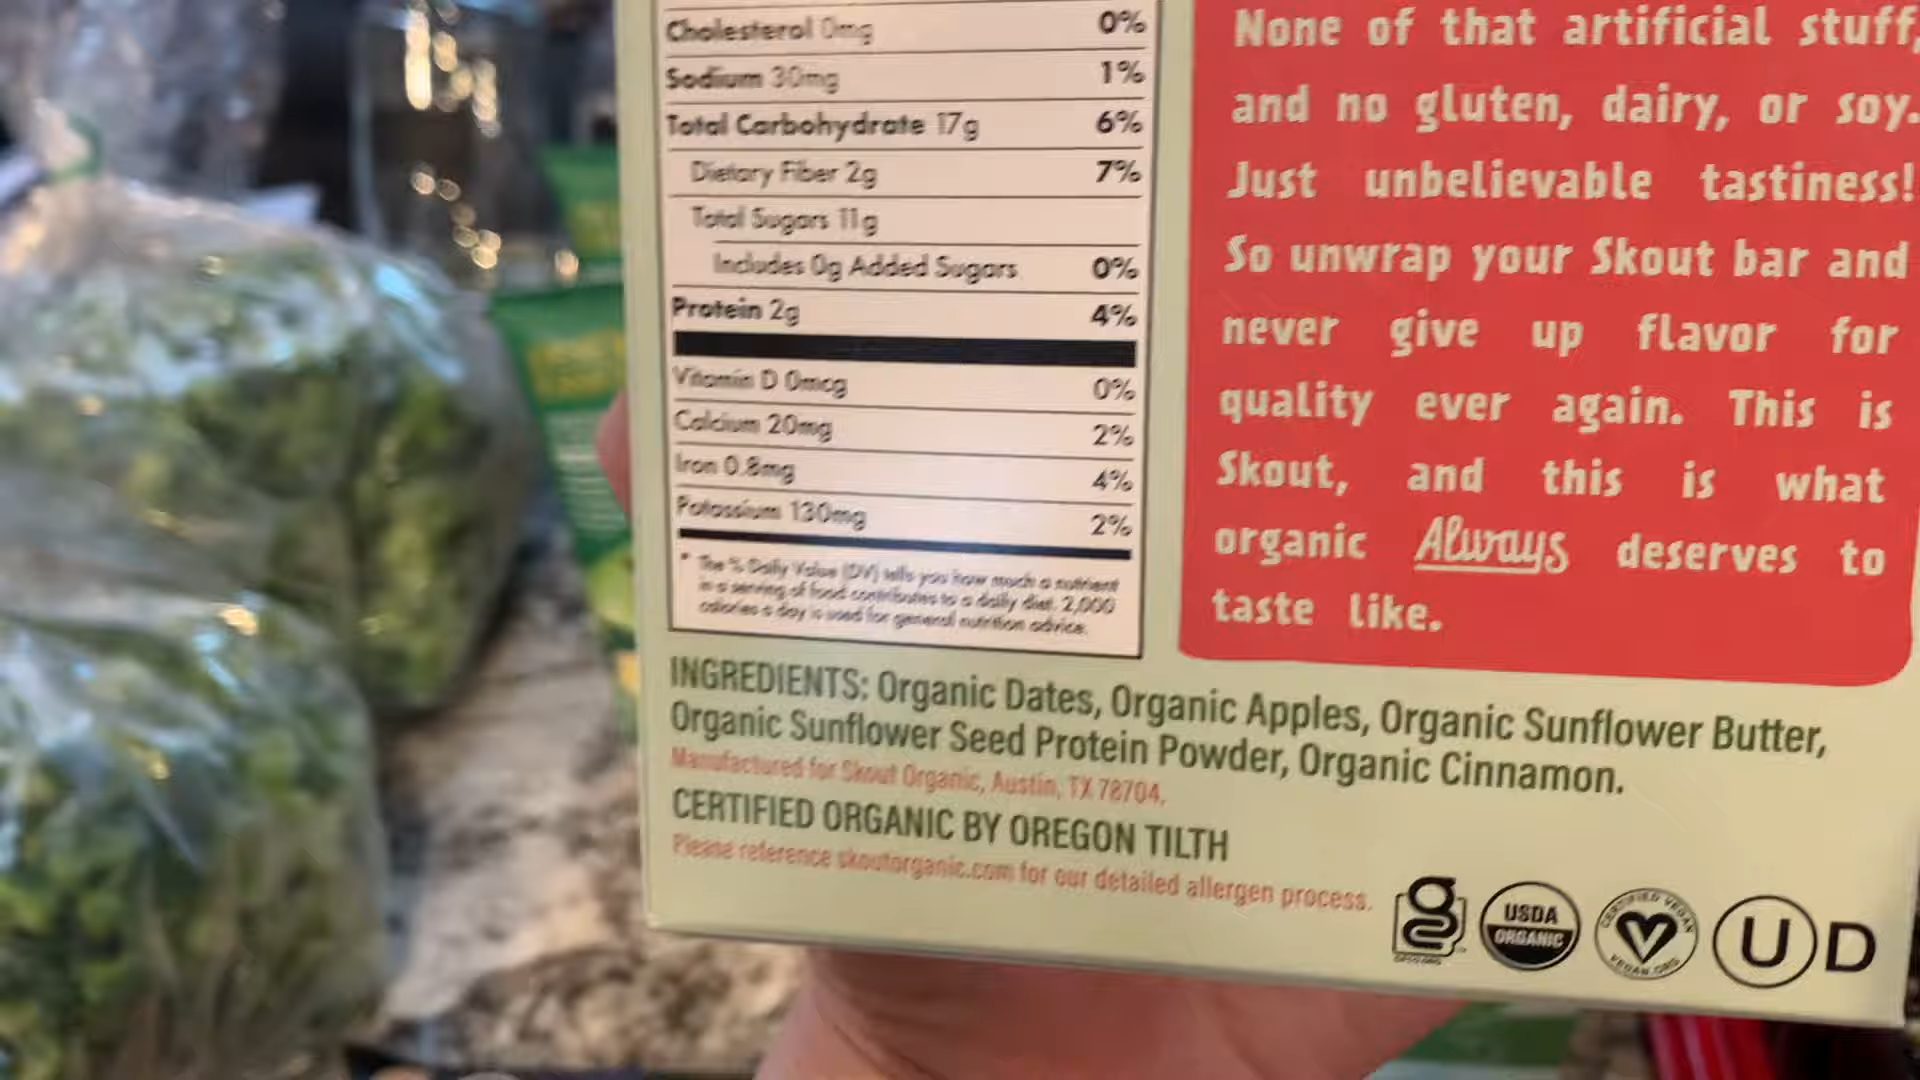 Cholesterol 0mg 0%
Sodium 30mg 1%
Total Carbohydrate 17g 6%
Dietary Fiber 2g 7%
Total Sugars 11g
Includes 0g Added Sugars 0%
Protein 2g 4%
Vitamin D 0mcg 0%
Calcium 20mg 2%
Iron 0.8mg 4%
Potassium 130mg 2%
* The % Daily Value (DV) tells you how much a nutrient
in a serving of food contributes to a daily diet. 2,000
calories a day is used for general nutrition advice.
None of that artificial stuff,
and no gluten, dairy, or soy.
Just unbelievable tastiness!
So unwrap your Skout bar and
never give up flavor for
quality ever again. This is
Skout, and this is what
organic Always deserves to
taste like.
INGREDIENTS: Organic Dates, Organic Apples, Organic Sunflower Butter,
Organic Sunflower Seed Protein Powder, Organic Cinnamon.
Manufactured for Skout Organic, Austin, TX 78704.
CERTIFIED ORGANIC BY OREGON TILTH
Please reference skoutorganic.com for our detailed allergen process.
USDA
ORGANIC
CERTIFIED VEGAN
VEGAN.ORG
U D